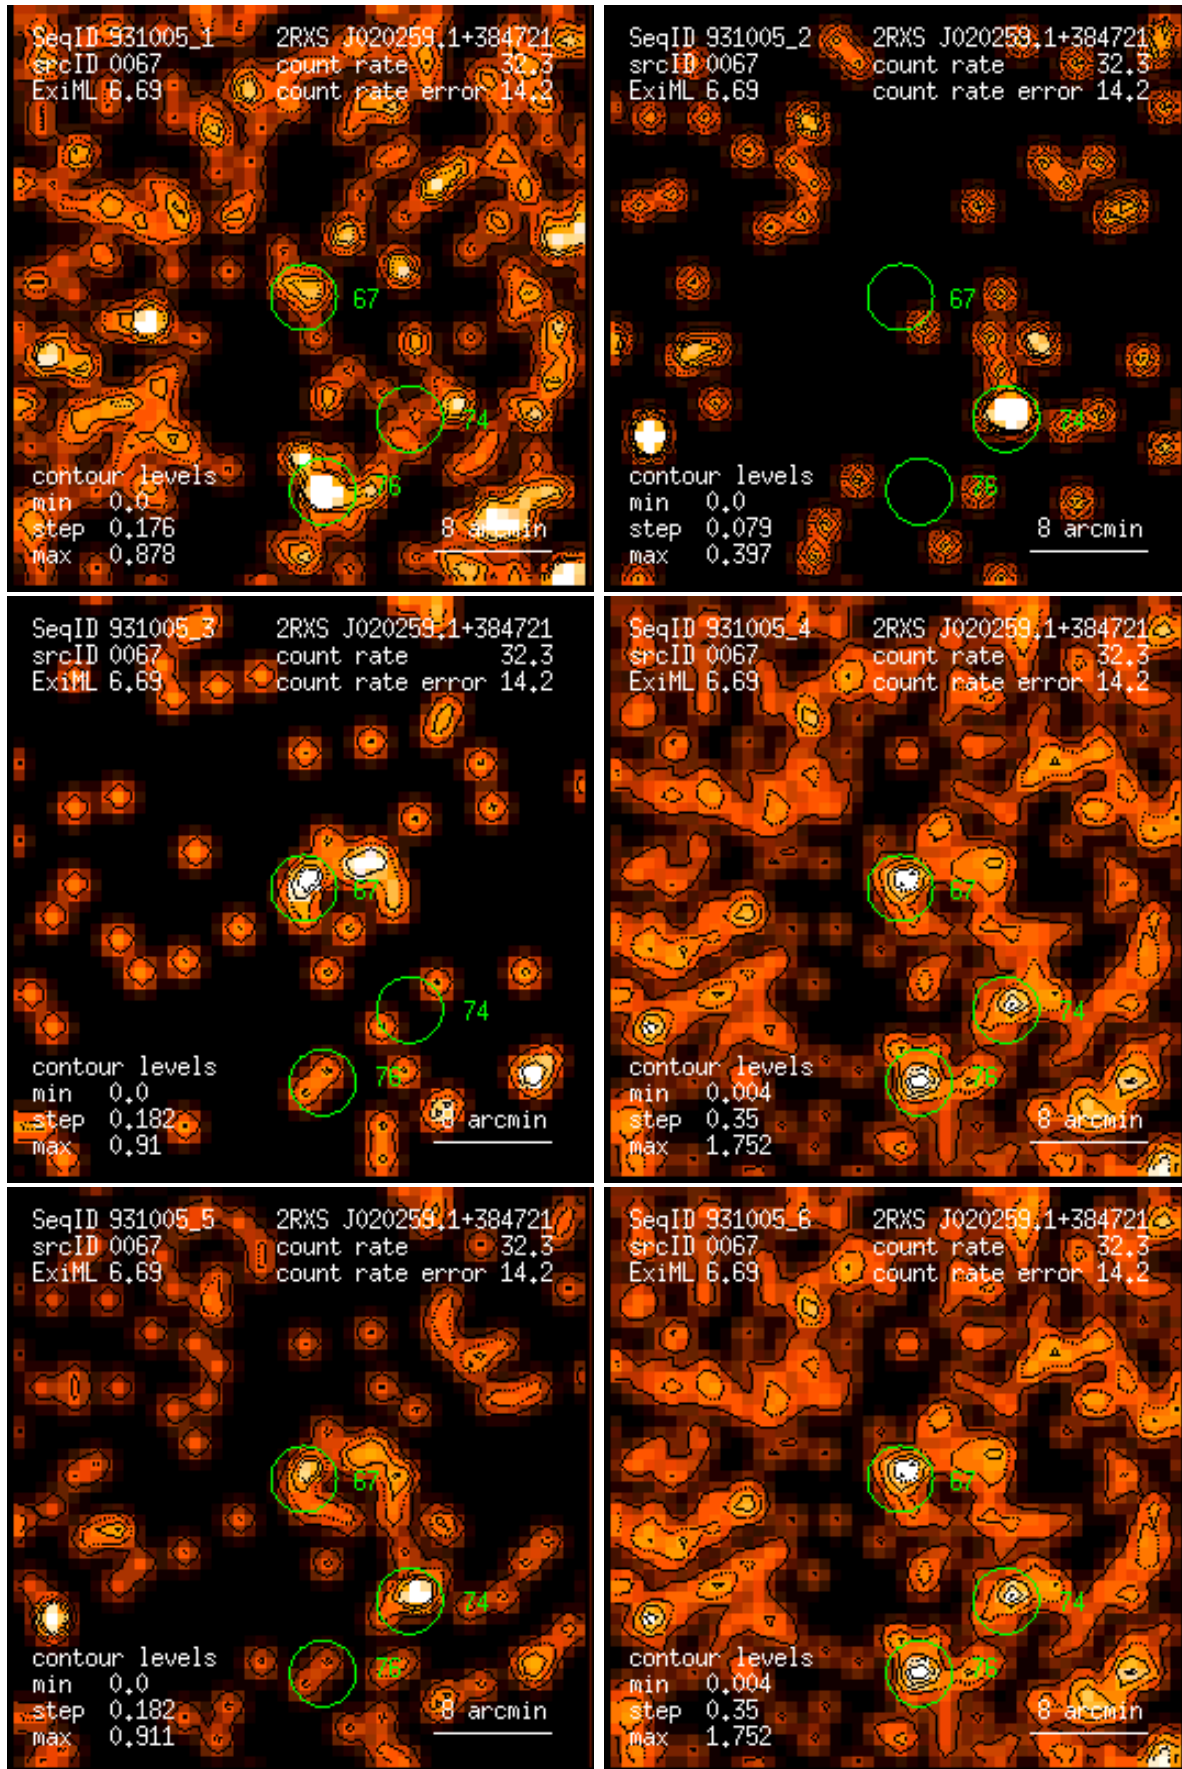 SeqID 931005_1 2RXS J020259.1+384721
srcID 0067 count rate 32.3
ExiML 6.69 count rate error 14.2
67
74
76
contour levels
min 0.0
step 0.176
max 0.878
8 arcmin
SeqID 931005_2 2RXS J020259.1+384721
srcID 0067 count rate 32.3
ExiML 6.69 count rate error 14.2
67
74
76
contour levels
min 0.0
step 0.079
max 0.397
8 arcmin
SeqID 931005_3 2RXS J020259.1+384721
srcID 0067 count rate 32.3
ExiML 6.69 count rate error 14.2
67
74
76
contour levels
min 0.0
step 0.182
max 0.91
8 arcmin
SeqID 931005_4 2RXS J020259.1+384721
srcID 0067 count rate 32.3
ExiML 6.69 count rate error 14.2
67
74
76
contour levels
min 0.004
step 0.35
max 1.752
8 arcmin
SeqID 931005_5 2RXS J020259.1+384721
srcID 0067 count rate 32.3
ExiML 6.69 count rate error 14.2
67
74
76
contour levels
min 0.0
step 0.182
max 0.911
8 arcmin
SeqID 931005_6 2RXS J020259.1+384721
srcID 0067 count rate 32.3
ExiML 6.69 count rate error 14.2
67
74
76
contour levels
min 0.004
step 0.35
max 1.752
8 arcmin